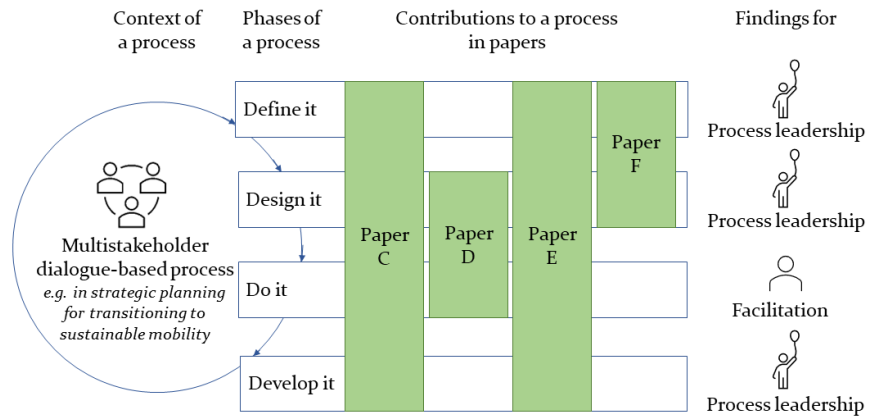 Context of
a process
Phases of
a process
Contributions to a process
in papers
Findings for
Define it
Process leadership
Paper
F
Design it
Process leadership
Multistakeholder
dialogue-based process
e.g. in strategic planning
for transitioning to
sustainable mobility
Paper
C
Paper
D
Paper
E
Do it
Facilitation
Develop it
Process leadership